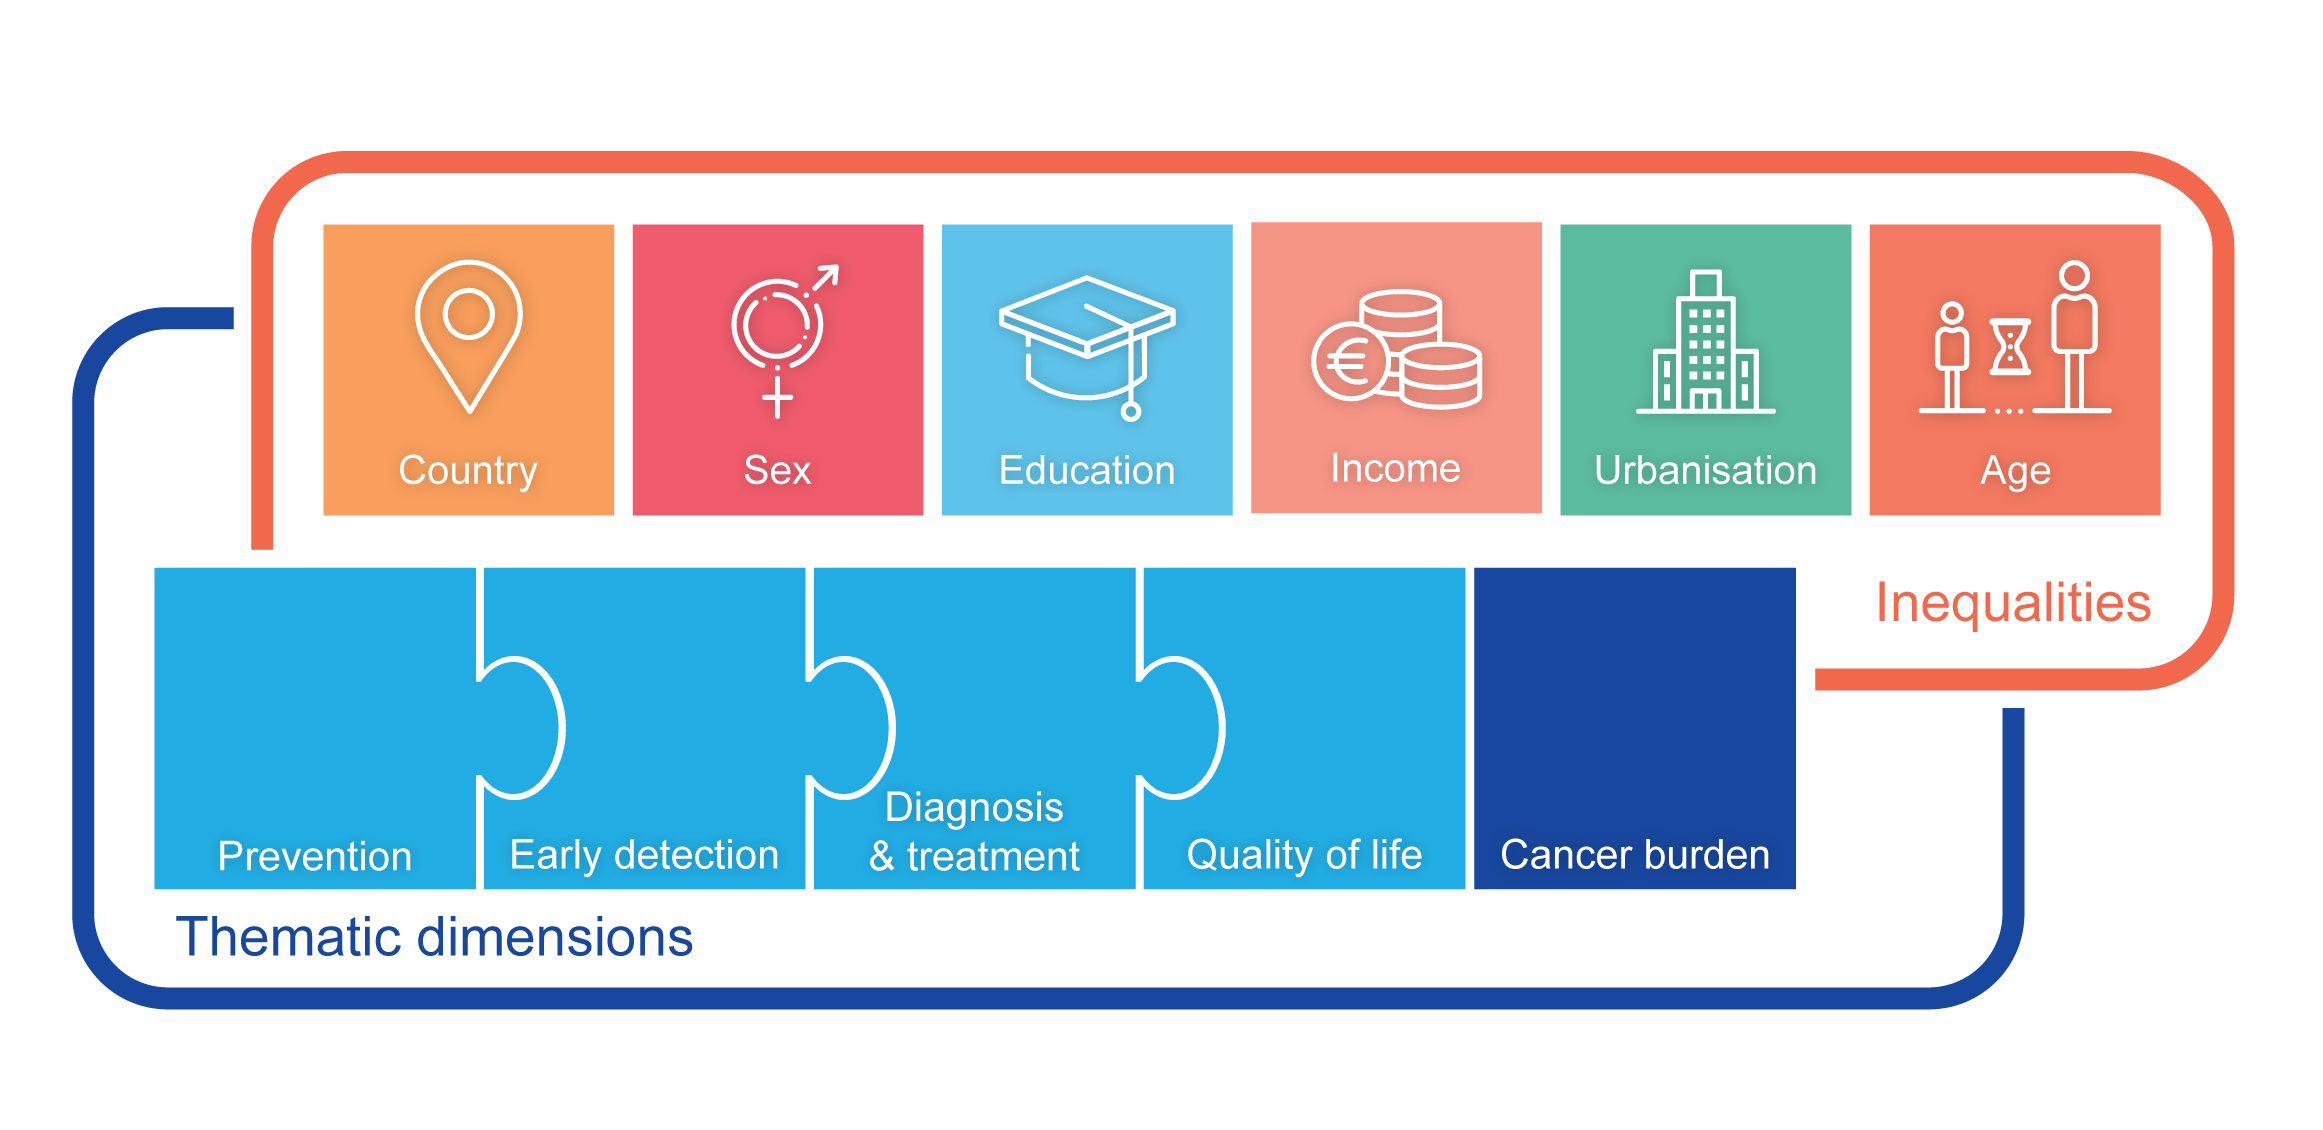 Country
Sex
Education
Income
Urbanisation
Age
Inequalities
Prevention
Early detection
Diagnosis
& treatment
Quality of life
Cancer burden
Thematic dimensions